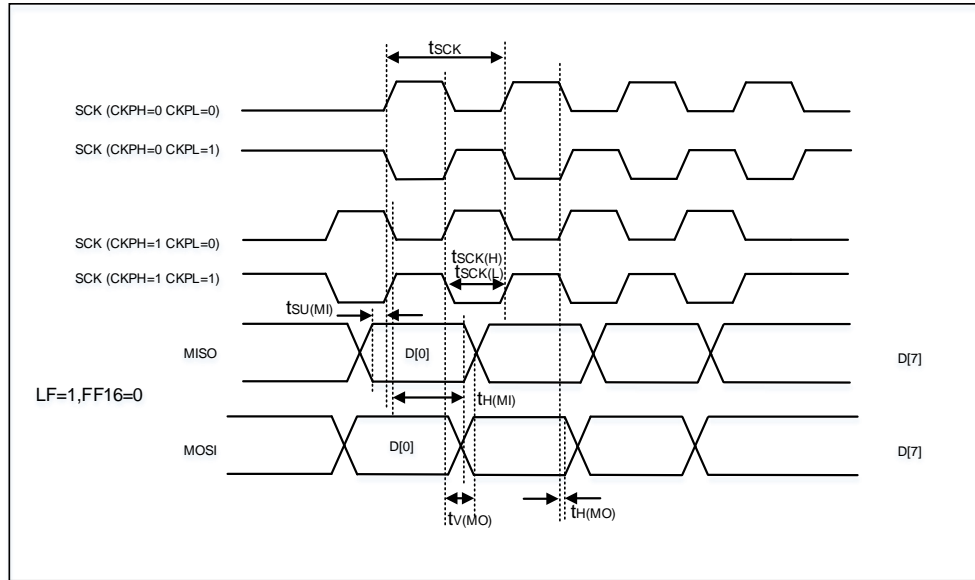 tSCK
SCK (CKPH=0 CKPL=0)
SCK (CKPH=0 CKPL=1)
SCK (CKPH=1 CKPL=0)
tSCK(H)
tSCK(L)
SCK (CKPH=1 CKPL=1)
tSU(MI)
MISO
D[0]
D[7]
LF=1,FF16=0
tH(MI)
MOSI
D[0]
D[7]
tV(MO)
tH(MO)